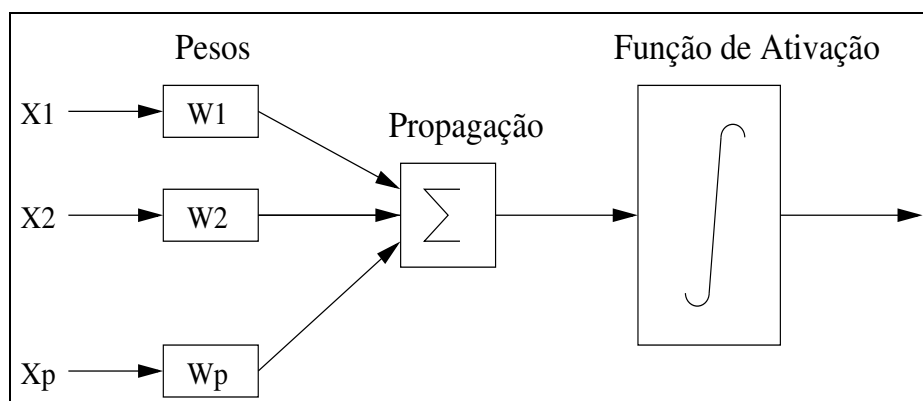 Pesos
Função de Ativação
X1
W1
Propagação
X2
W2
∑
Xp
Wp